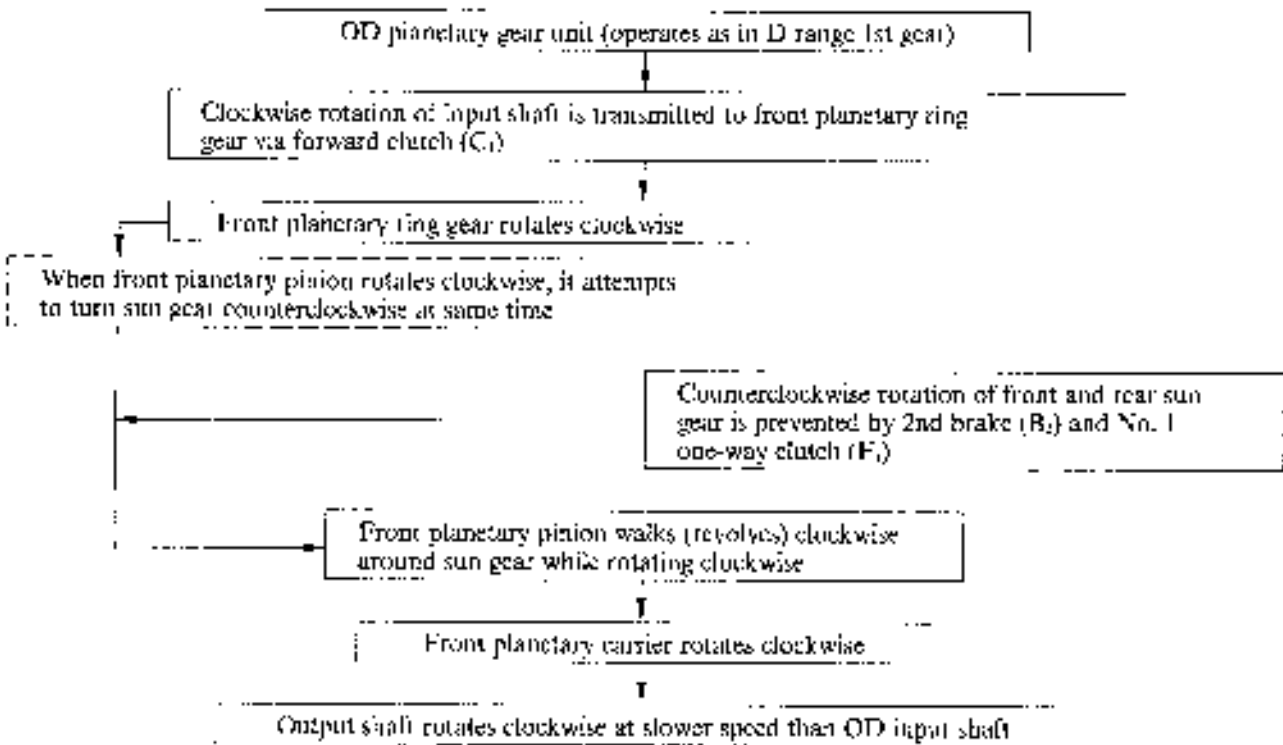 OD planetary gear unit (operates as in D range 1st gear)
Clockwise rotation of input shaft is transmitted to front planetary ring
gear via forward clutch (C₁)
Front planetary ring gear rotates clockwise
When front planetary pinion rotates clockwise, it attempts
to turn sun gear counterclockwise at same time
Counterclockwise rotation of front and rear sun
gear is prevented by 2nd brake (B₂) and No. 1
one-way clutch (F₁)
Front planetary pinion walks (revolves) clockwise
around sun gear while rotating clockwise
Front planetary carrier rotates clockwise
Output shaft rotates clockwise at slower speed than OD input shaft